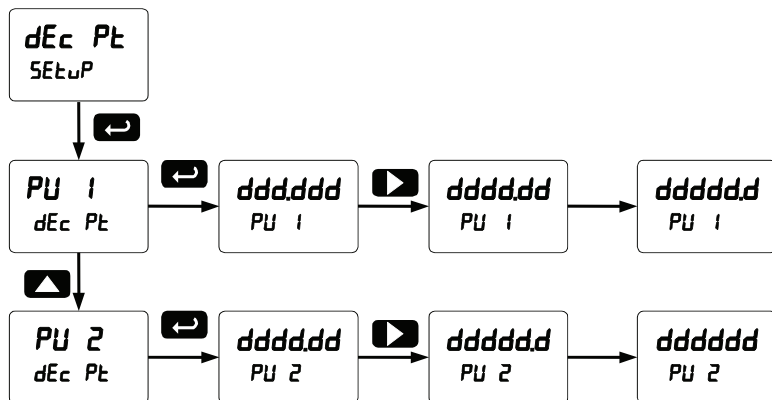 dEc Pt
SEtuP
PU 1
dEc Pt
ddd.ddd
PU 1
dddd.dd
PU 1
ddddd.d
PU 1
PU 2
dEc Pt
dddd.dd
PU 2
ddddd.d
PU 2
dddddd
PU 2